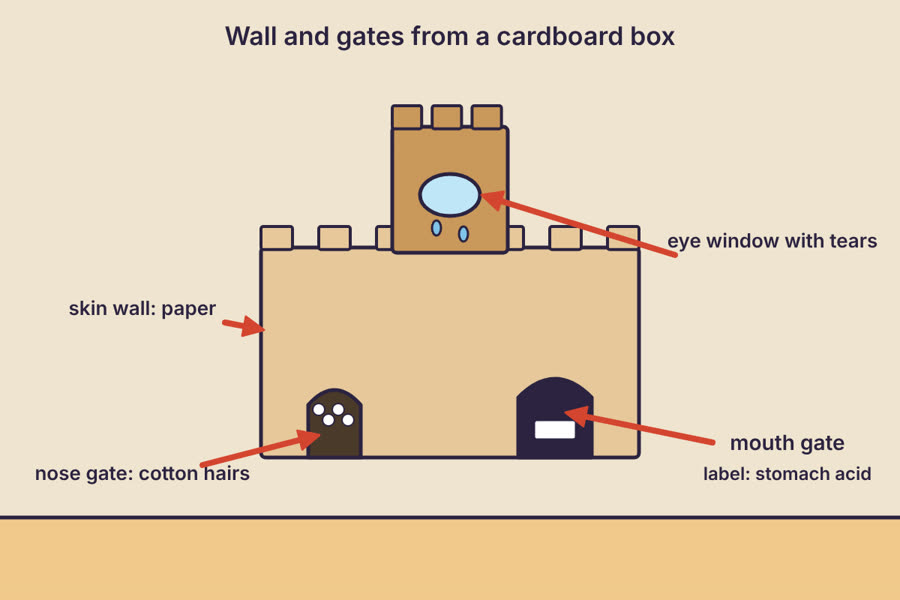 Wall and gates from a cardboard box
eye window with tears
skin wall: paper
mouth gate
nose gate: cotton hairs
label: stomach acid